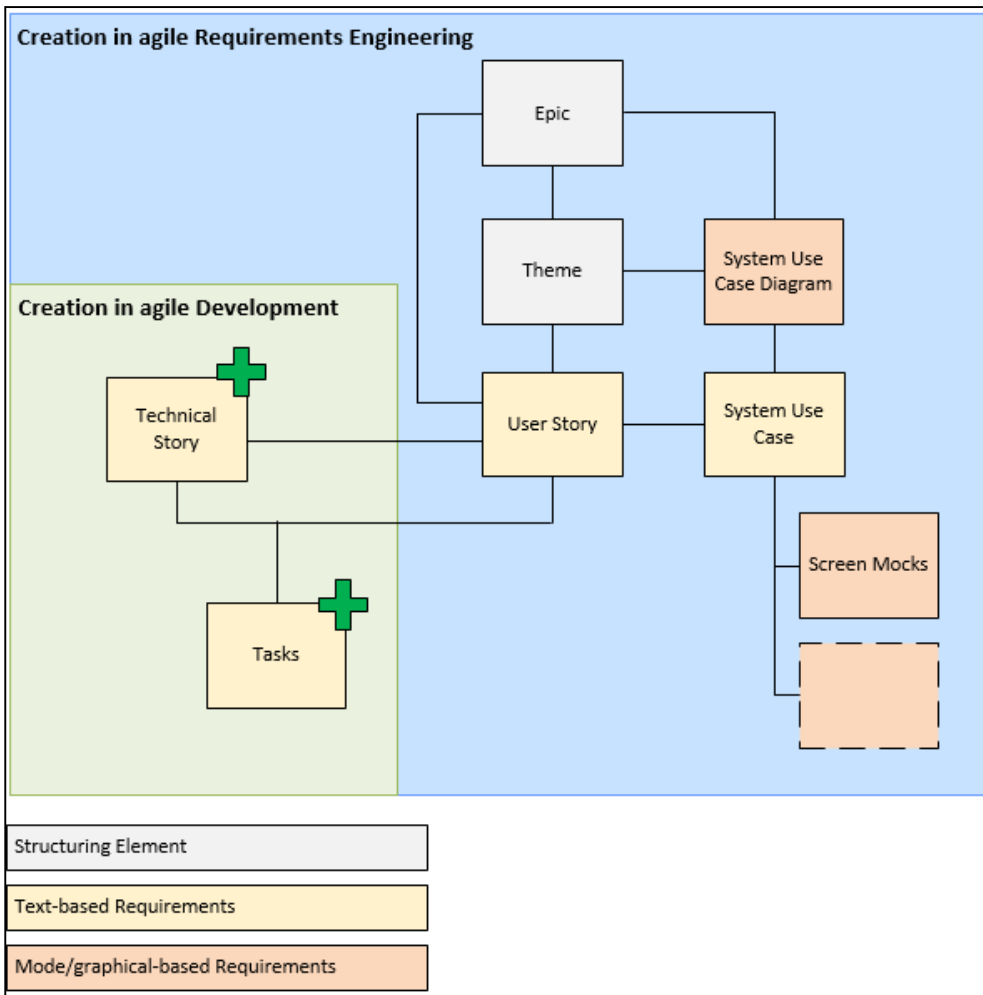 Creation in agile Requirements Engineering
Epic
Theme
System Use
Case Diagram
Creation in agile Development
Technical
Story
User Story
System Use
Case
Screen Mocks
Tasks
Structuring Element
Text-based Requirements
Mode/graphical-based Requirements